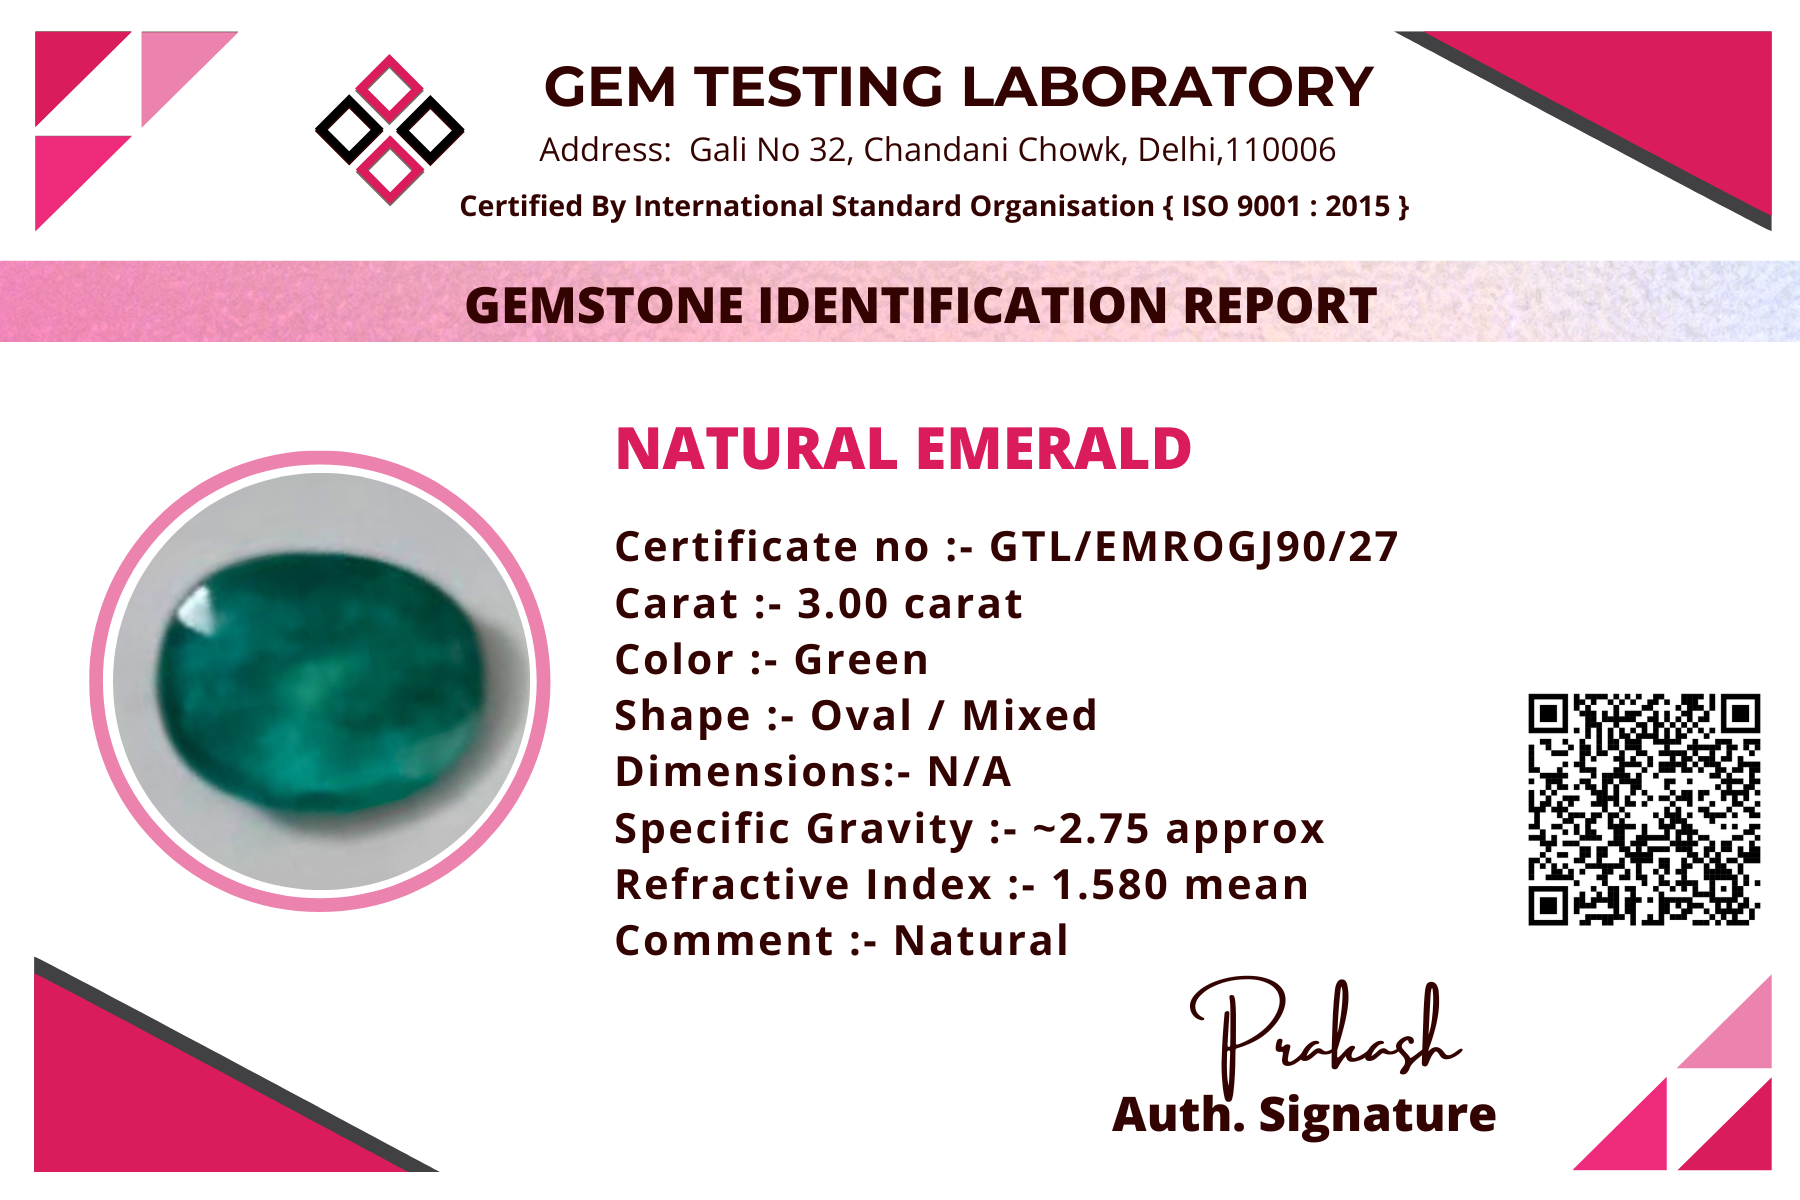 GEM TESTING LABORATORY
Address: Gali No 32, Chandani Chowk, Delhi,110006
Certified By International Standard Organisation { ISO 9001 : 2015 }
GEMSTONE IDENTIFICATION REPORT
NATURAL EMERALD
Certificate no :- GTL/EMROGJ90/27
Carat :- 3.00 carat
Color :- Green
Shape :- Oval / Mixed
Dimensions:- N/A
Specific Gravity :- ~2.75 approx
Refractive Index :- 1.580 mean
Comment :- Natural
Prakash
Auth. Signature